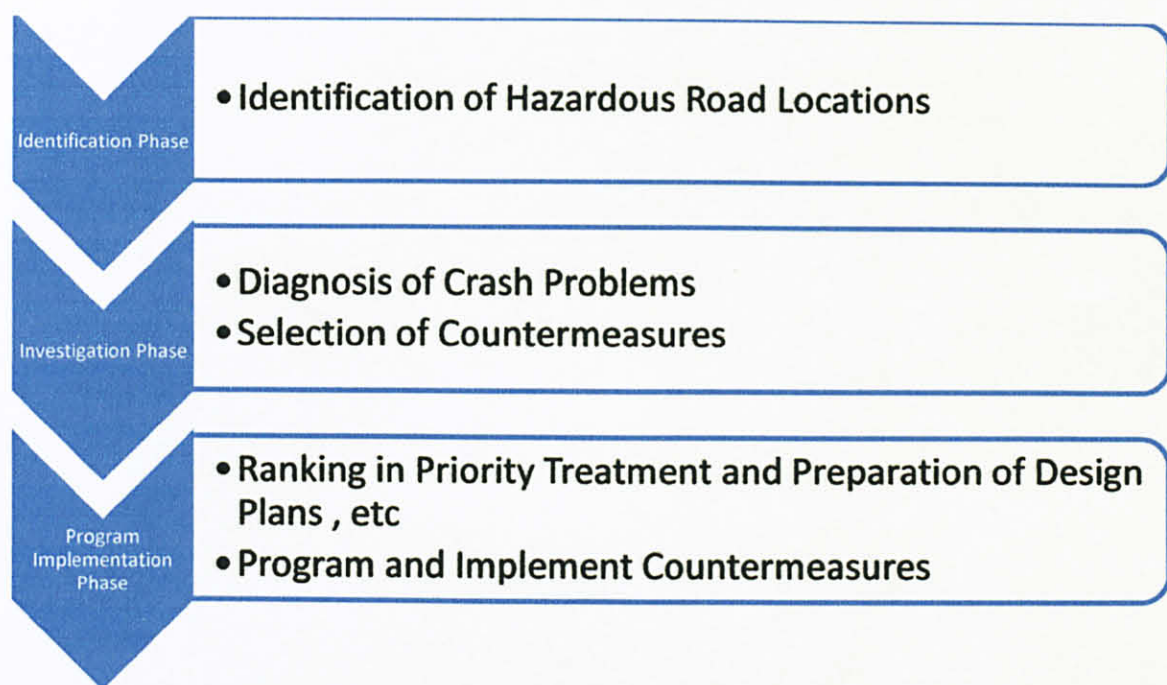 Identification Phase
• Identification of Hazardous Road Locations
Investigation Phase
• Diagnosis of Crash Problems
• Selection of Countermeasures
Program
Implementation
Phase
• Ranking in Priority Treatment and Preparation of Design
Plans , etc
• Program and Implement Countermeasures